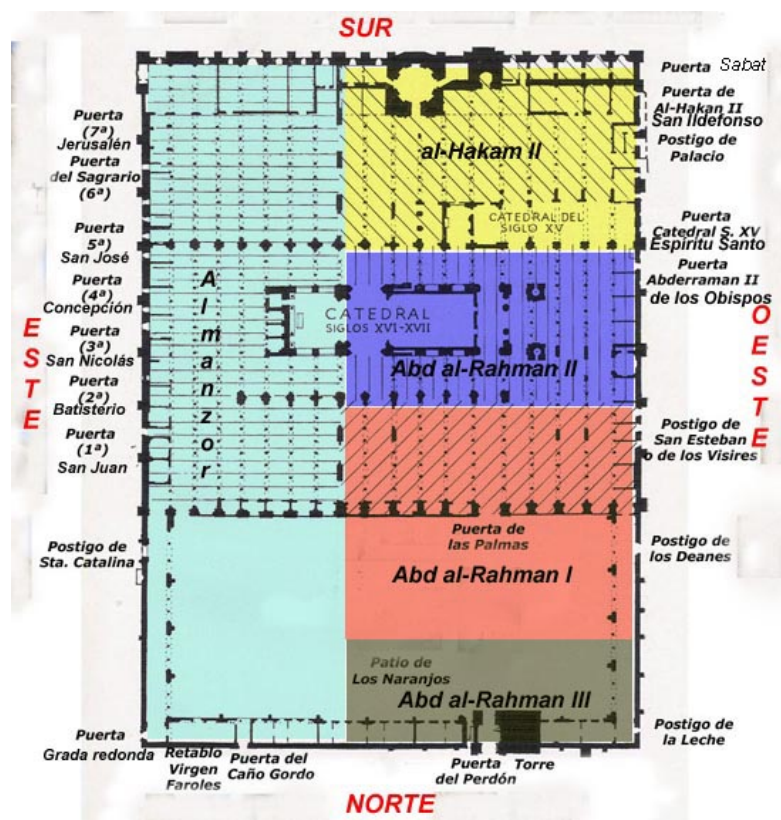 SUR
Puerta
(7ª)
Jerusalén
Puerta
del Sagrario
(6ª)
Puerta
5ª)
San José
Puerta
(4ª)
Concepción
Puerta
(3ª)
San Nicolás
Puerta
(2ª)
Batisterio
Puerta
(1ª)
San Juan
Postigo de
Sta. Catalina
Puerta
Grada redonda
ESTE
Almanzor
al-Hakam II
CATEDRAL DEL
SIGLO XV
CATEDRAL
SIGLOS XVI-XVII
Abd al-Rahman II
Puerta de
las Palmas
Abd al-Rahman I
Patio de
Los Naranjos
Abd al-Rahman III
Puerta Sabat
Puerta de
Al-Hakan II
San Ildefonso
Postigo de
Palacio
Puerta
Catedral S. XV
Espíritu Santo
Puerta
Abderraman II
de los Obispos
OESTE
Postigo de
San Esteban
o de los Visires
Postigo de
los Deanes
Postigo de
la Leche
Retablo
Virgen
Faroles
Puerta del
Caño Gordo
Puerta
del Perdón
Torre
NORTE